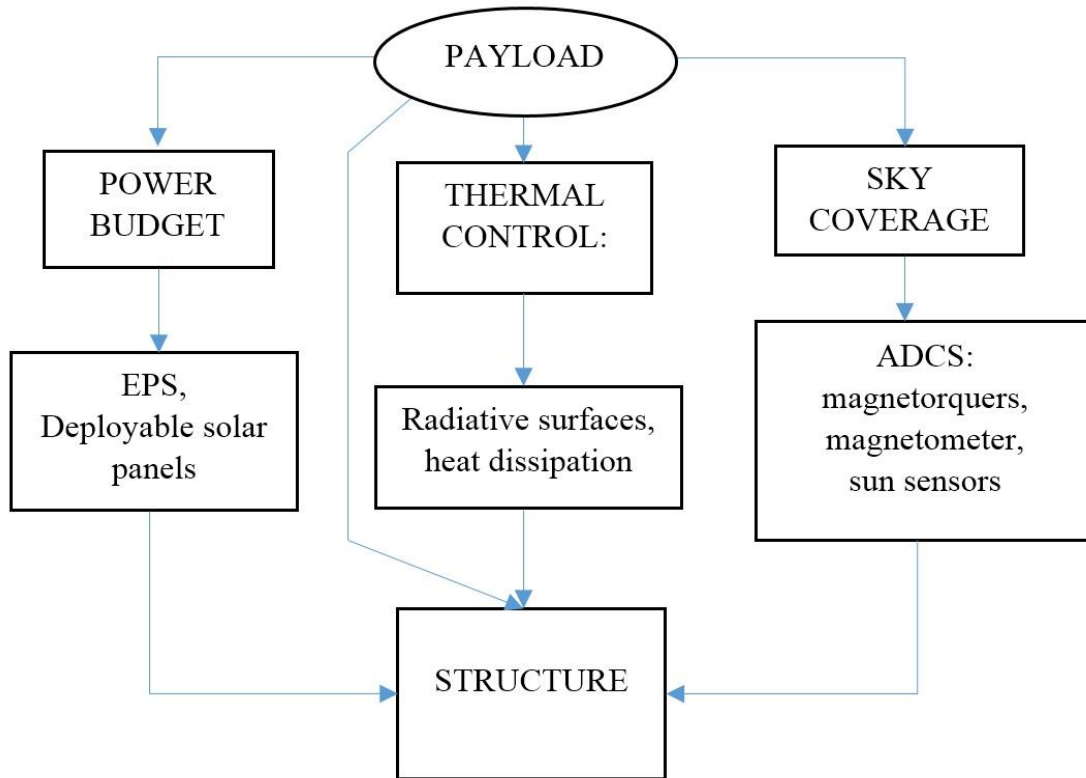 PAYLOAD
POWER
BUDGET
THERMAL
CONTROL:
SKY
COVERAGE
EPS,
Deployable solar
panels
Radiative surfaces,
heat dissipation
ADCS:
magnetorquers,
magnetometer,
sun sensors
STRUCTURE